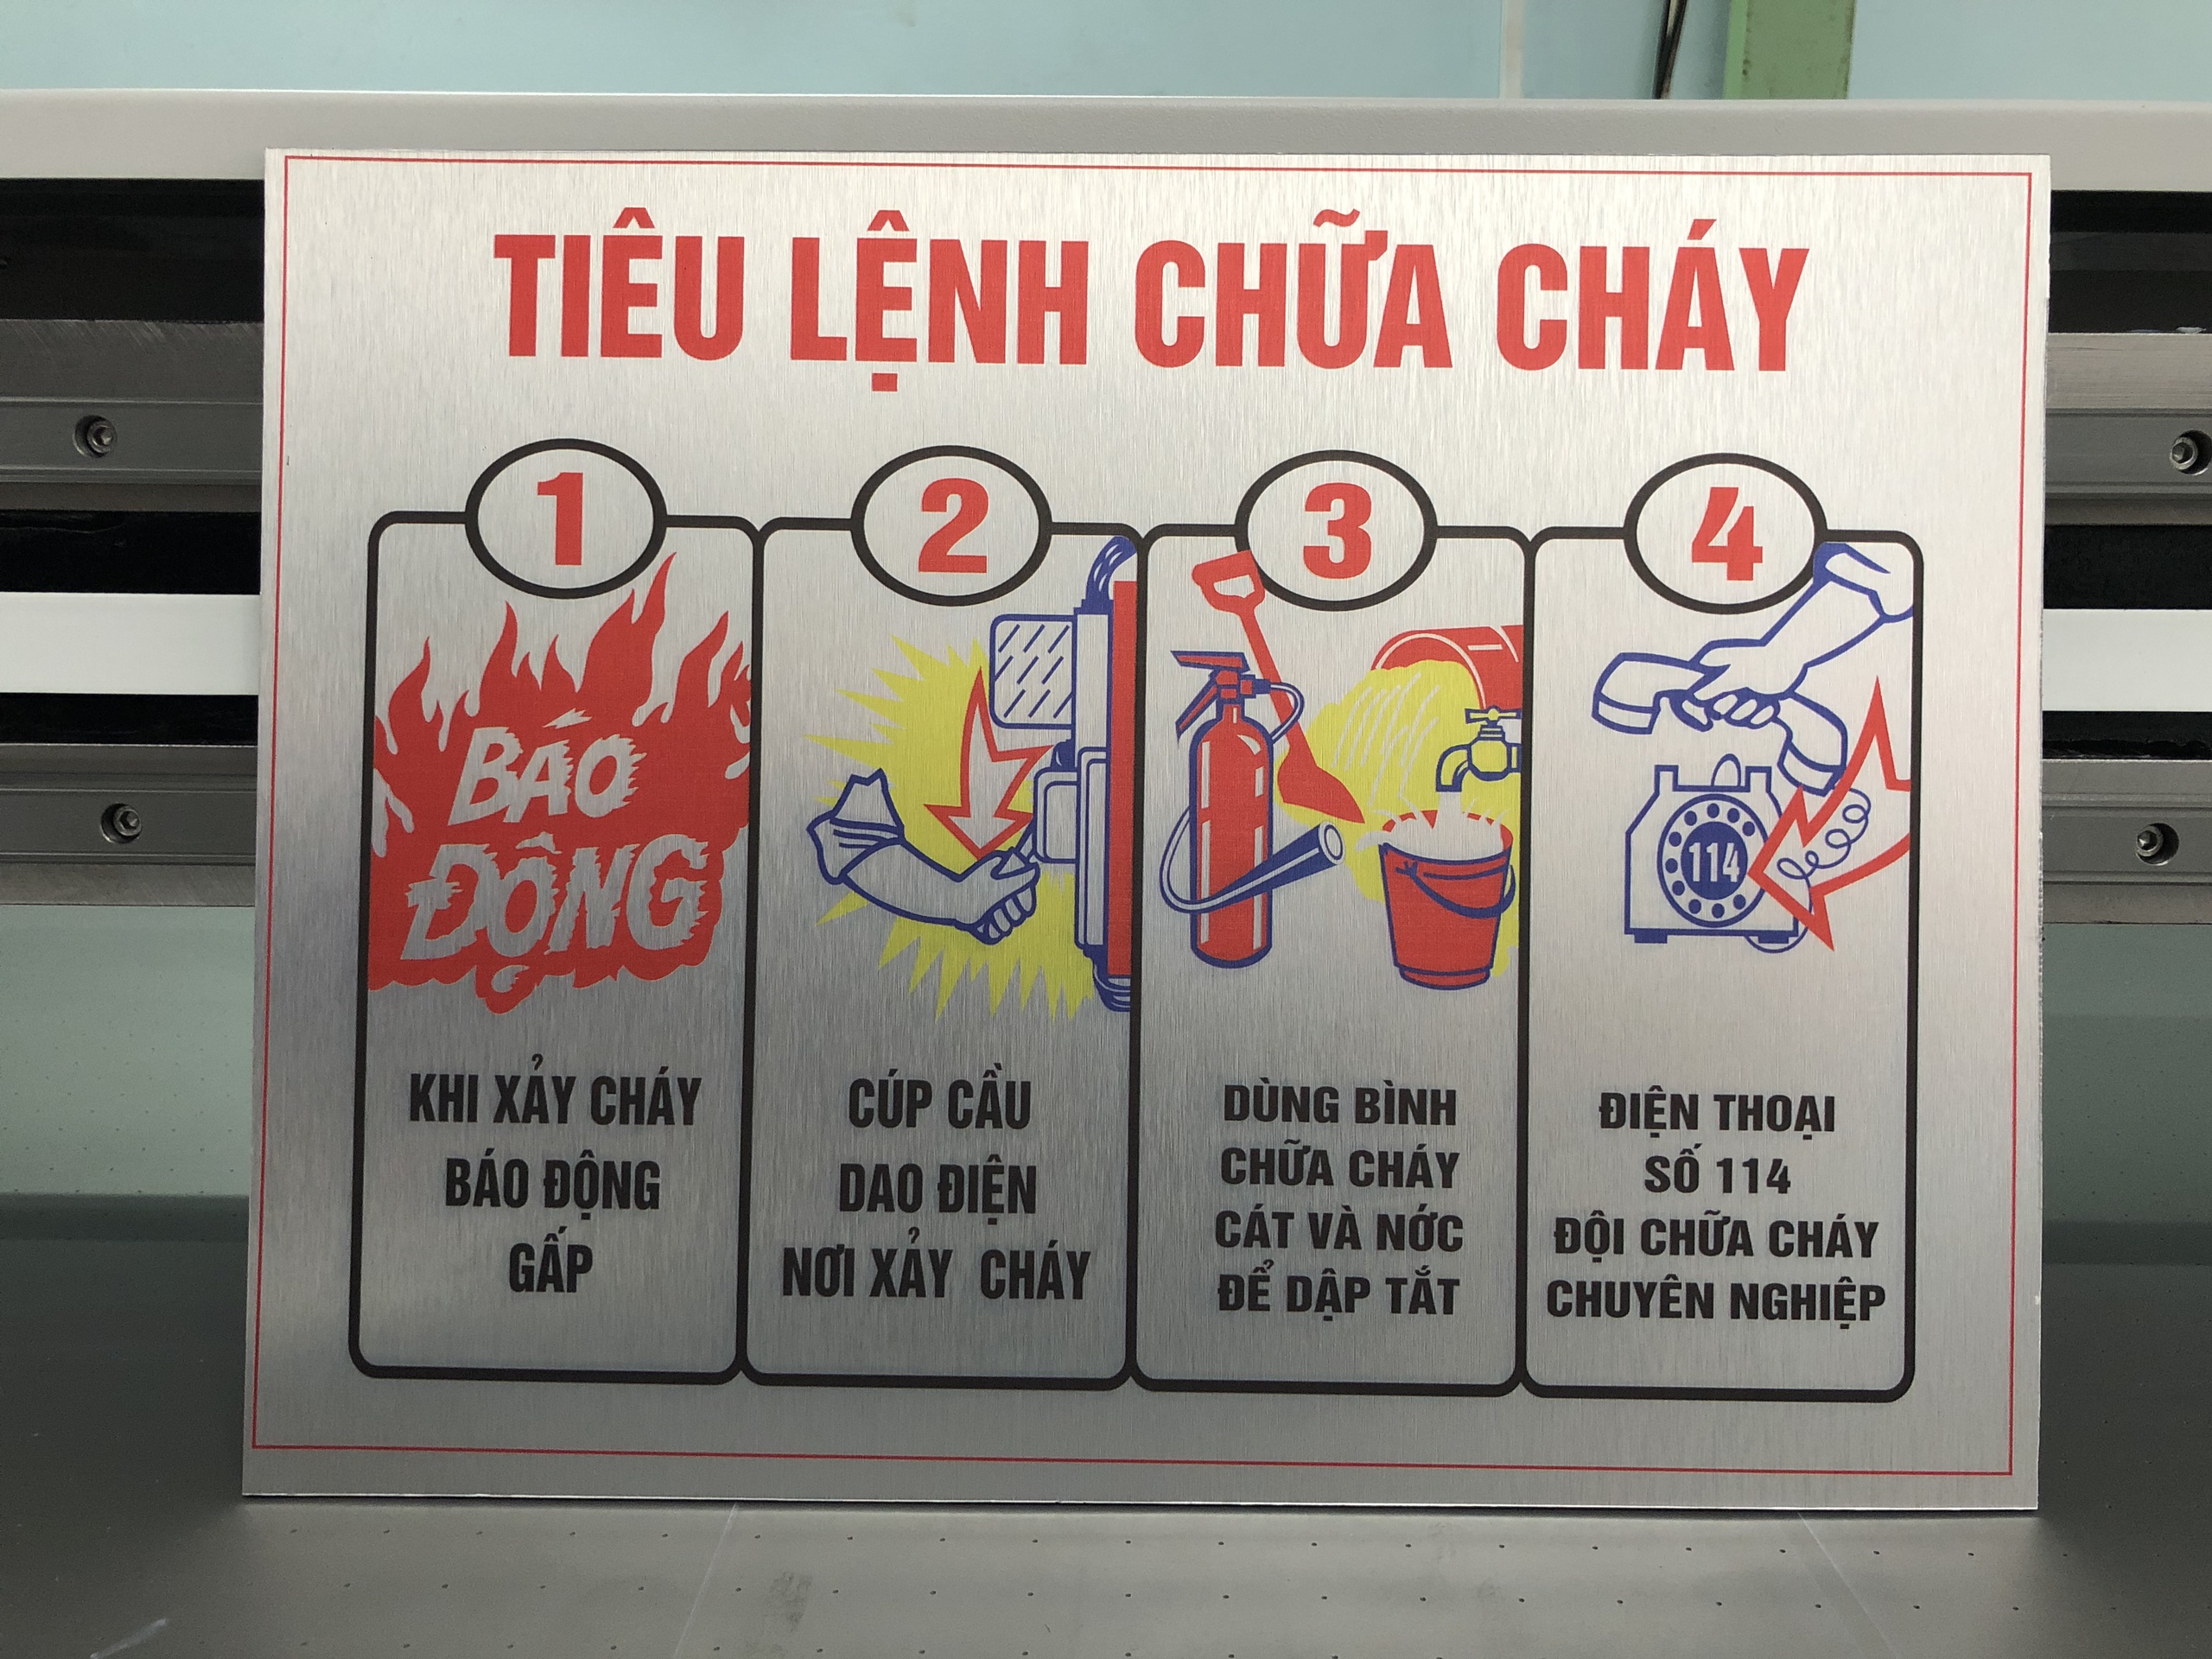 TIÊU LỆNH CHỮA CHÁY
1
BÁO
ĐỘNG
KHI XẢY CHÁY
BÁO ĐỘNG
GẤP
2
CÚP CẦU
DAO ĐIỆN
NƠI XẢY CHÁY
3
DÙNG BÌNH
CHỮA CHÁY
CÁT VÀ NỚC
ĐỂ DẬP TẮT
4
114
ĐIỆN THOẠI
SỐ 114
ĐỘI CHỮA CHÁY
CHUYÊN NGHIỆP